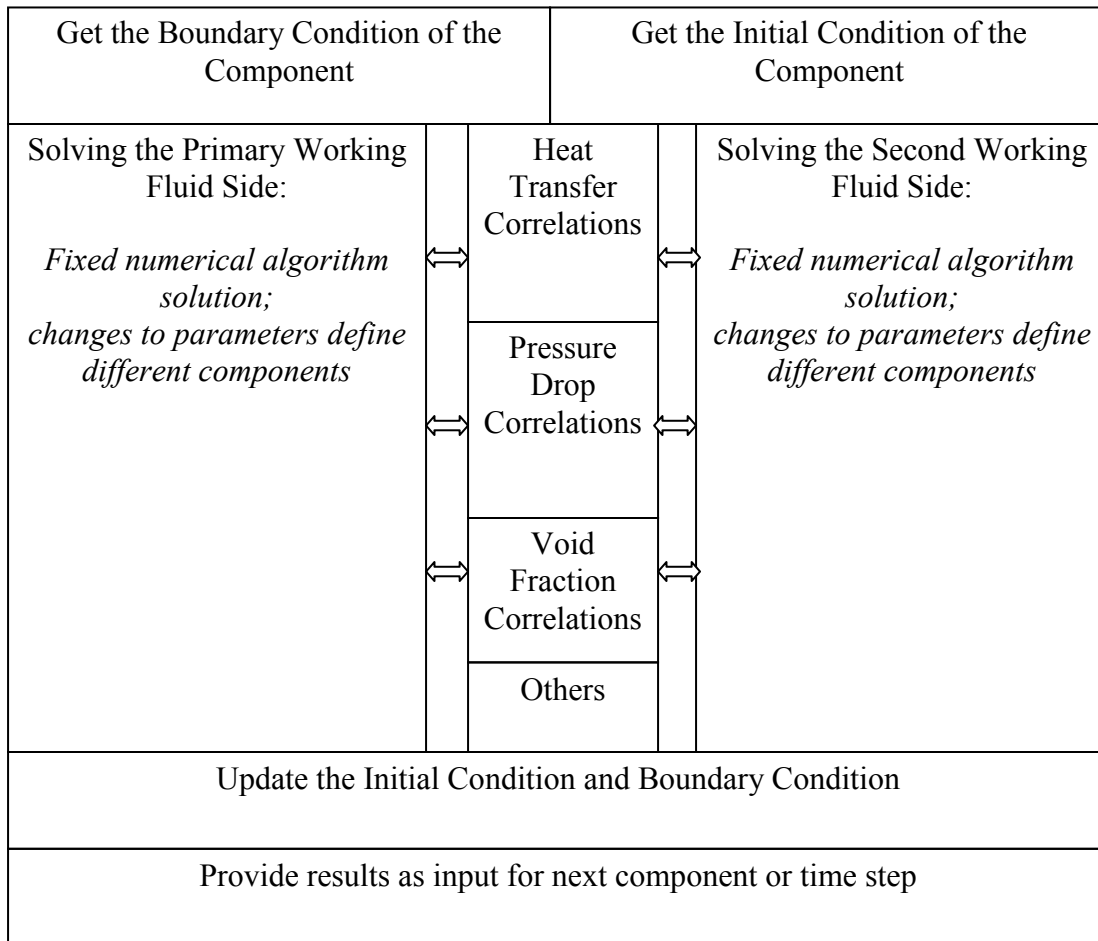 Get the Boundary Condition of the
Component
Get the Initial Condition of the
Component
Solving the Primary Working
Fluid Side:
Fixed numerical algorithm
solution;
changes to parameters define
different components
Heat
Transfer
Correlations
Pressure
Drop
Correlations
Void
Fraction
Correlations
Others
Solving the Second Working
Fluid Side:
Fixed numerical algorithm
solution;
changes to parameters define
different components
Update the Initial Condition and Boundary Condition
Provide results as input for next component or time step